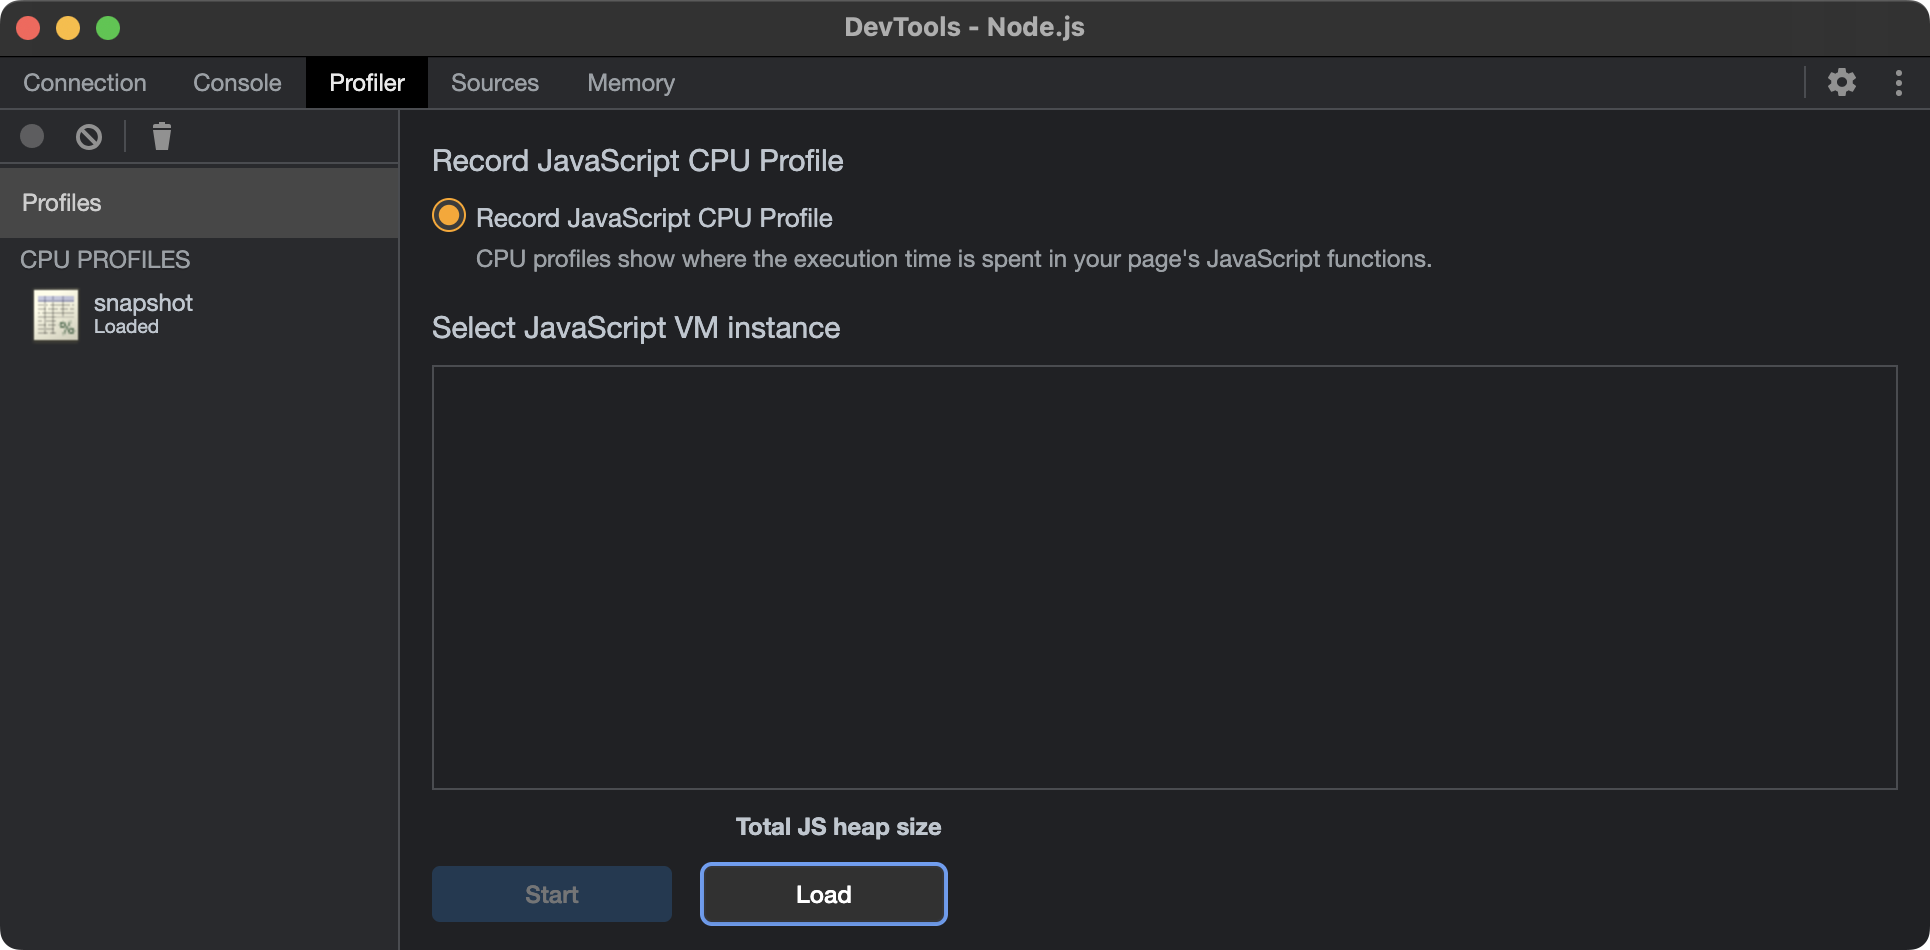 DevTools - Node.js
Connection Console Profiler Sources Memory
Profiles
CPU PROFILES
snapshot
Loaded
Record JavaScript CPU Profile
Record JavaScript CPU Profile
CPU profiles show where the execution time is spent in your page's JavaScript functions.
Select JavaScript VM instance
Total JS heap size
Start Load